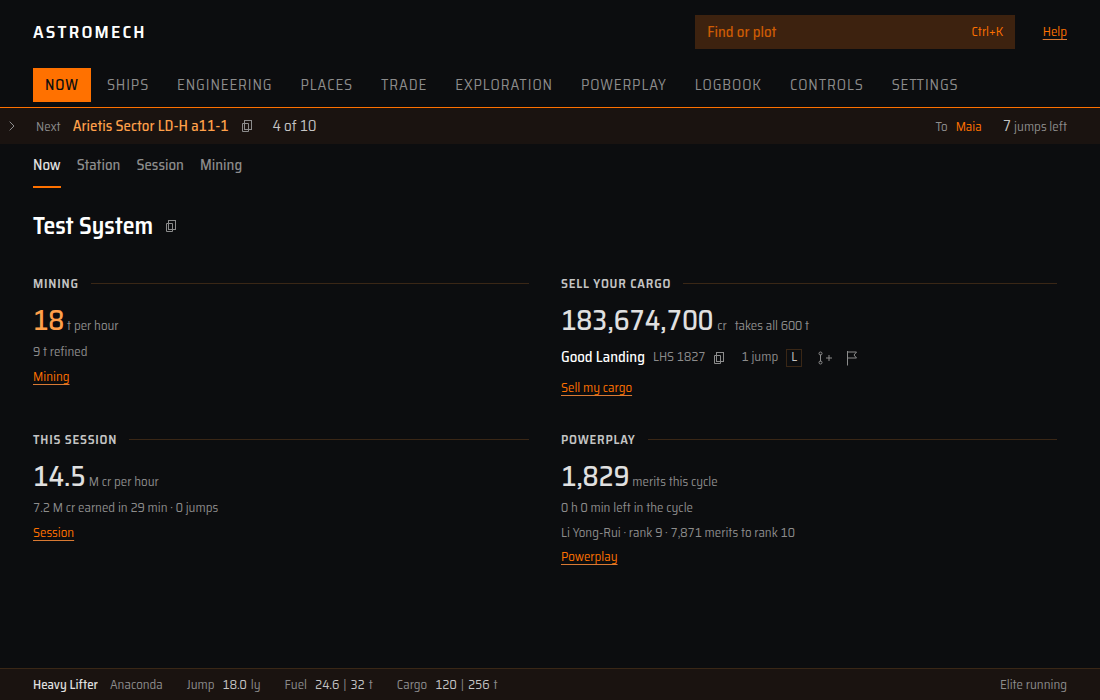 ASTROMECH
Find or plot Ctrl+K Help
NOW SHIPS ENGINEERING PLACES TRADE EXPLORATION POWERPLAY LOGBOOK CONTROLS SETTINGS
Next Arietis Sector LD-H a11-1 4 of 10 To Maia 7 jumps left
Now Station Session Mining
Test System
MINING
18 t per hour
9 t refined
Mining
SELL YOUR CARGO
183,674,700 cr takes all 600 t
Good Landing LHS 1827 1 jump L
Sell my cargo
THIS SESSION
14.5 M cr per hour
7.2 M cr earned in 29 min · 0 jumps
Session
POWERPLAY
1,829 merits this cycle
0 h 0 min left in the cycle
Li Yong-Rui · rank 9 · 7,871 merits to rank 10
Powerplay
Heavy Lifter Anaconda Jump 18.0 ly Fuel 24.6 | 32 t Cargo 120 | 256 t Elite running